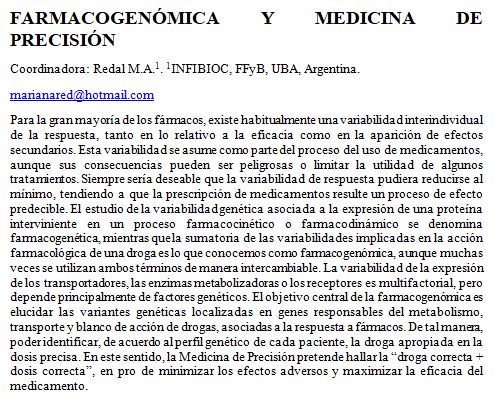 FARMACOGENÓMICA Y MEDICINA DE
PRECISIÓN
Coordinadora: Redal M.A.¹. ¹INFIBIOC, FFyB, UBA, Argentina.
marianared@hotmail.com
Para la gran mayoría de los fármacos, existe habitualmente una variabilidad interindividual
de la respuesta, tanto en lo relativo a la eficacia como en la aparición de efectos
secundarios. Esta variabilidad se asume como parte del proceso del uso de medicamentos,
aunque sus consecuencias pueden ser peligrosas o limitar la utilidad de algunos
tratamientos. Siempre sería deseable que la variabilidad de respuesta pudiera reducirse al
mínimo, tendiendo a que la prescripción de medicamentos resulte un proceso de efecto
predecible. El estudio de la variabilidad genética asociada a la expresión de una proteína
interviniente en un proceso farmacocinético o farmacodinámico se denomina
farmacogenética, mientras que la sumatoria de las variabilidades implicadas en la acción
farmacológica de una droga es lo que conocemos como farmacogenómica, aunque muchas
veces se utilizan ambos términos de manera intercambiable. La variabilidad de la expresión
de los transportadores, las enzimas metabolizadoras o los receptores es multifactorial, pero
depende principalmente de factores genéticos. El objetivo central de la farmacogenómica es
elucidar las variantes genéticas localizadas en genes responsables del metabolismo,
transporte y blanco de acción de drogas, asociadas a la respuesta a fármacos. De tal manera,
poder identificar, de acuerdo al perfil genético de cada paciente, la droga apropiada en la
dosis precisa. En este sentido, la Medicina de Precisión pretende hallar la “droga correcta +
dosis correcta”, en pro de minimizar los efectos adversos y maximizar la eficacia del
medicamento.